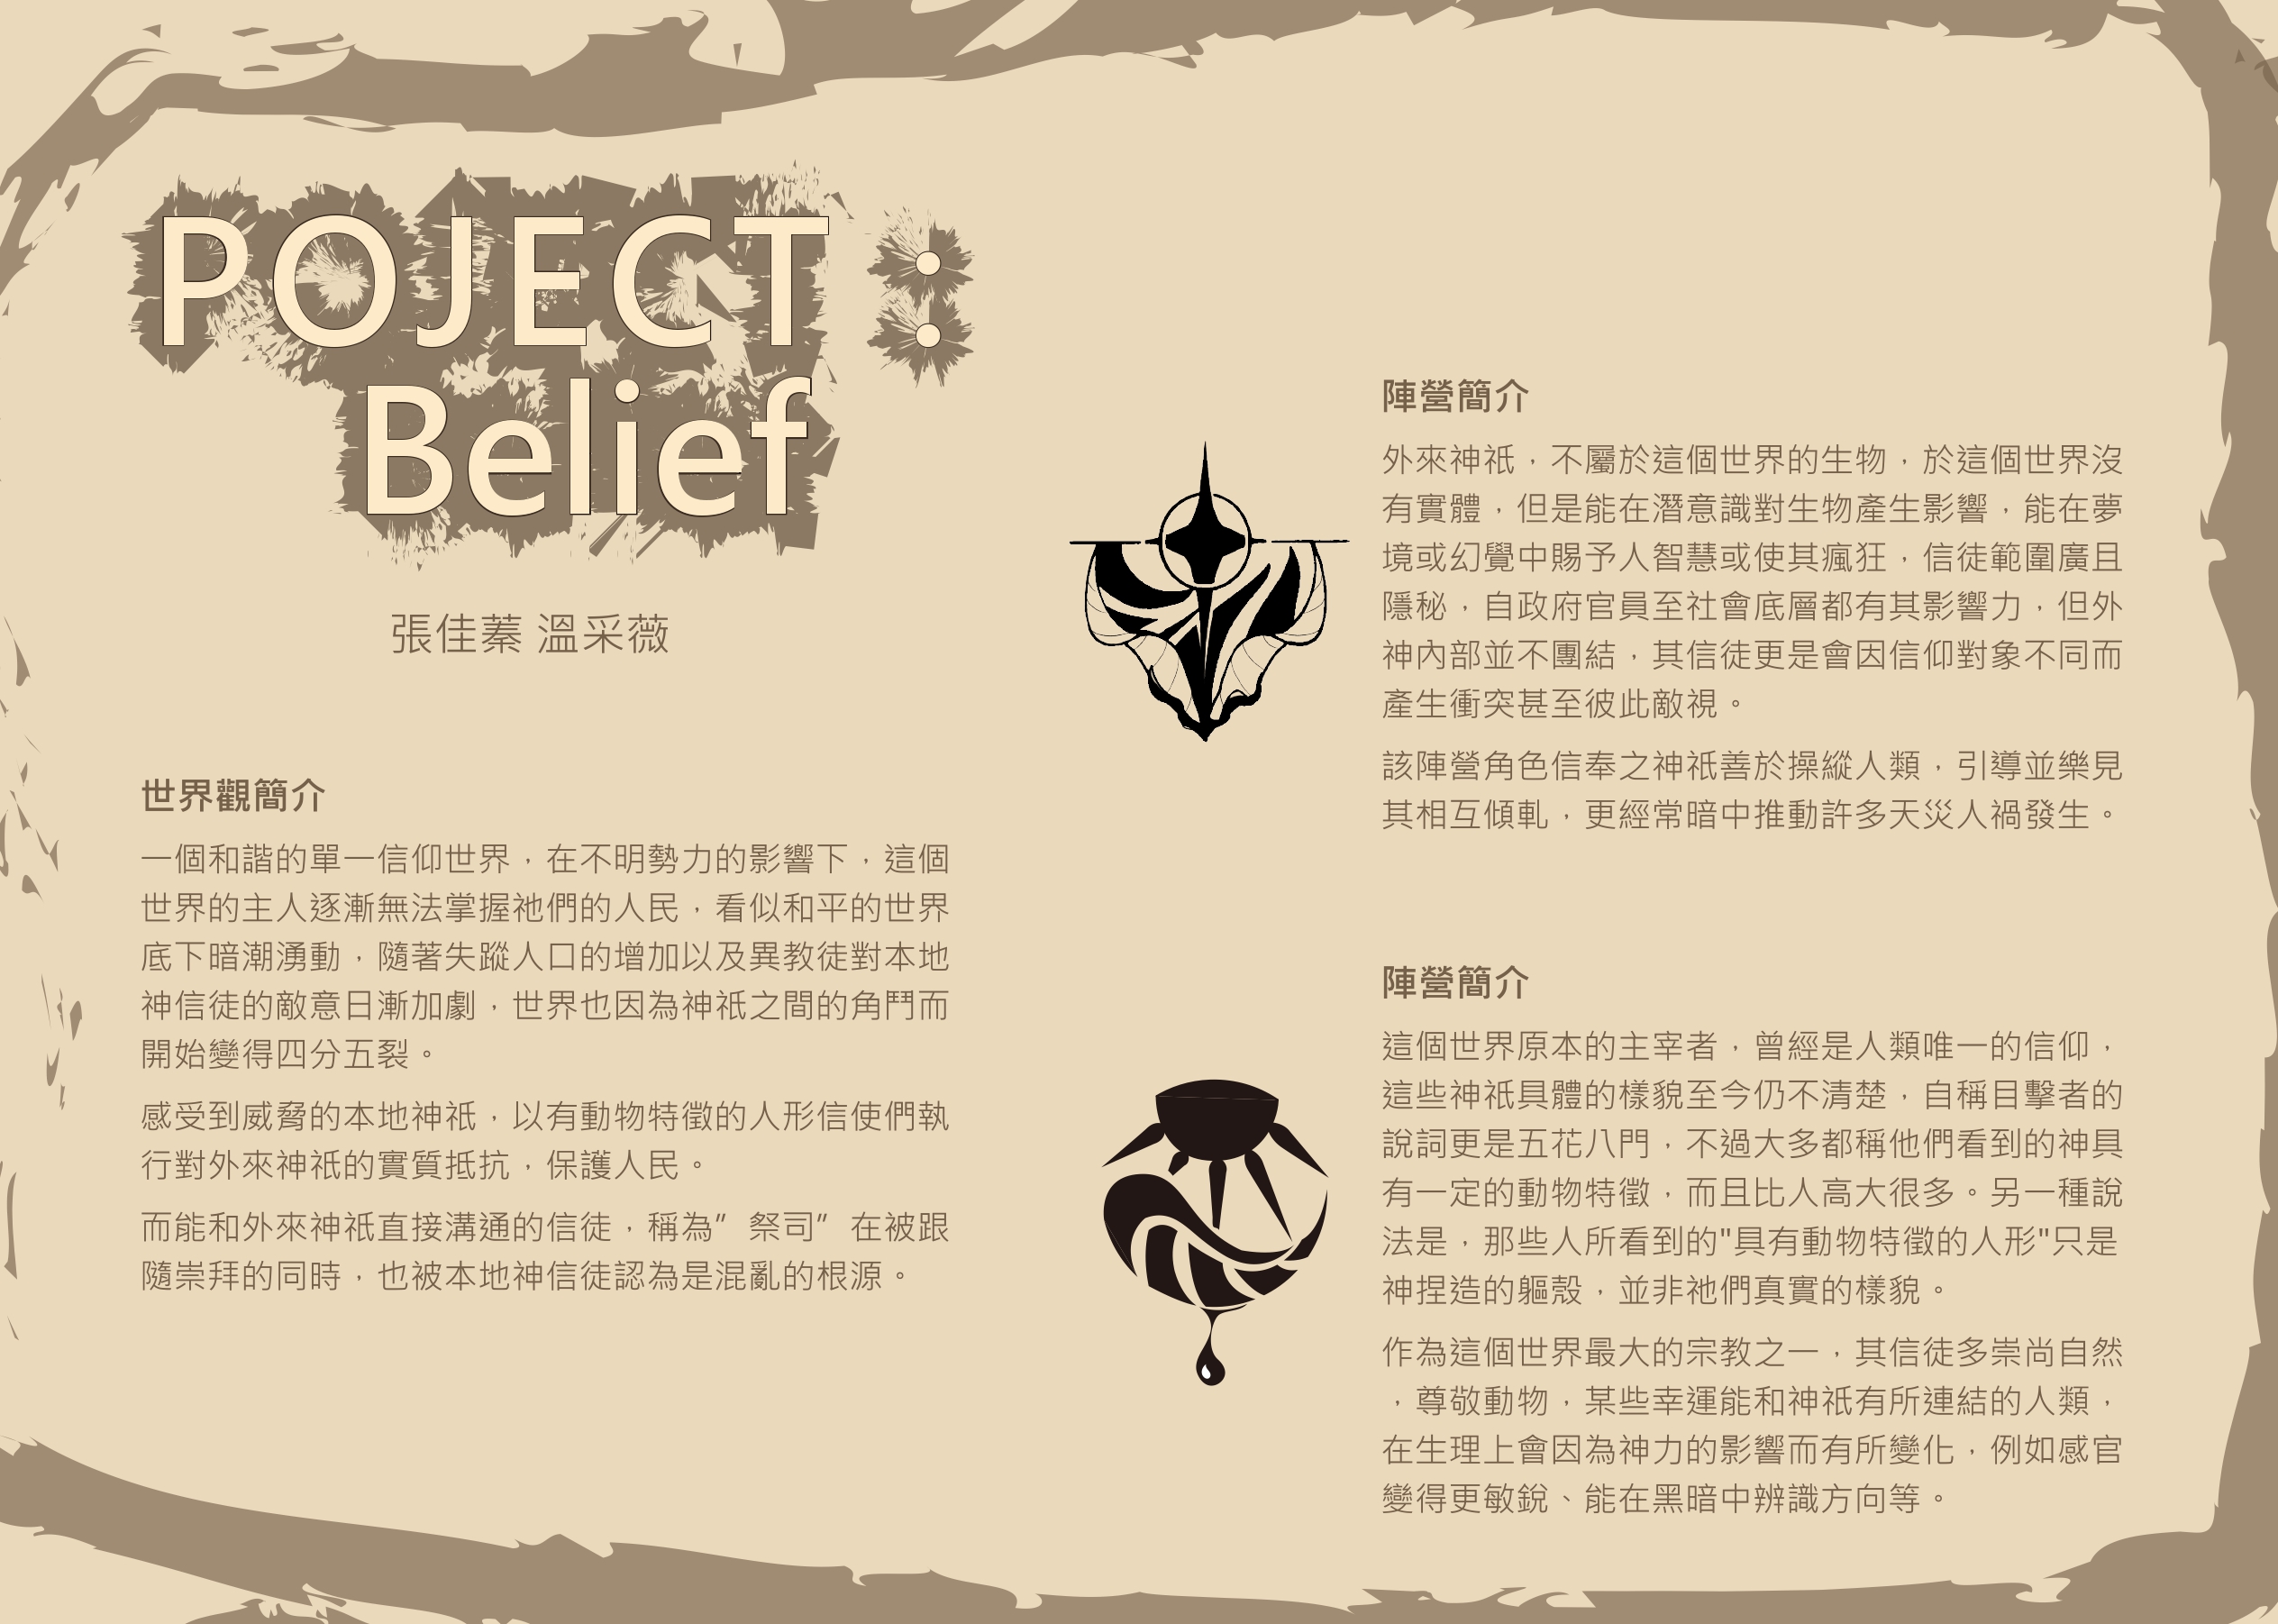 POJECT：
Belief
張佳蓁 溫采薇
世界觀簡介
一個和諧的單一信仰世界，在不明勢力的影響下，這個
世界的主人逐漸無法掌握祂們的人民，看似和平的世界
底下暗潮湧動，隨著失蹤人口的增加以及異教徒對本地
神信徒的敵意日漸加劇，世界也因為神祇之間的角鬥而
開始變得四分五裂。
感受到威脅的本地神祇，以有動物特徵的人形信使們執
行對外來神祇的實質抵抗，保護人民。
而能和外來神祇直接溝通的信徒，稱為”祭司”在被跟
隨崇拜的同時，也被本地神信徒認為是混亂的根源。
陣營簡介
外來神祇，不屬於這個世界的生物，於這個世界沒
有實體，但是能在潛意識對生物產生影響，能在夢
境或幻覺中賜予人智慧或使其瘋狂，信徒範圍廣且
隱秘，自政府官員至社會底層都有其影響力，但外
神內部並不團結，其信徒更是會因信仰對象不同而
產生衝突甚至彼此敵視。
該陣營角色信奉之神祇善於操縱人類，引導並樂見
其相互傾軋，更經常暗中推動許多天災人禍發生。
陣營簡介
這個世界原本的主宰者，曾經是人類唯一的信仰，
這些神祇具體的樣貌至今仍不清楚，自稱目擊者的
說詞更是五花八門，不過大多都稱他們看到的神具
有一定的動物特徵，而且比人高大很多。另一種說
法是，那些人所看到的"具有動物特徵的人形"只是
神捏造的軀殼，並非祂們真實的樣貌。
作為這個世界最大的宗教之一，其信徒多崇尚自然
，尊敬動物，某些幸運能和神祇有所連結的人類，
在生理上會因為神力的影響而有所變化，例如感官
變得更敏銳、能在黑暗中辨識方向等。